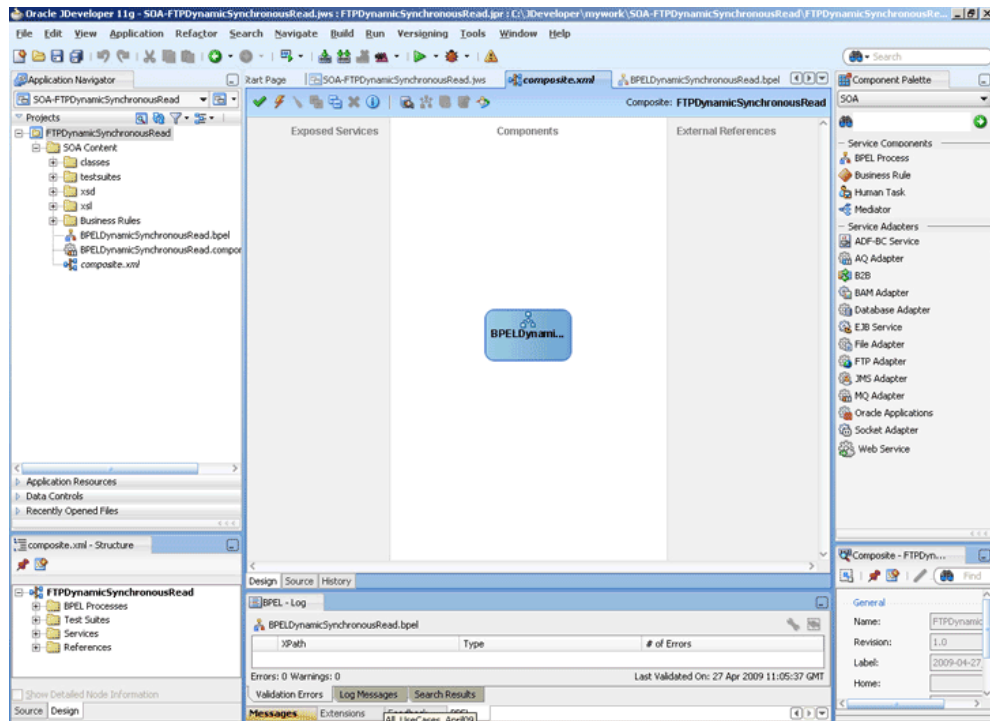 Oracle JDeveloper 11g - SOA-FTPDynamicSynchronousRead.jws : FTPDynamicSynchronousRead.jpr : C:\JDeveloper\mywork\SOA-FTPDynamicSynchronousRead\FTPDynamicSynchronousRe...
File Edit View Application Refactor Search Navigate Build Run Versioning Tools Window Help
Search
Application Navigator
SOA-FTPDynamicSynchronousRead
Projects
FTPDynamicSynchronousRead
SOA Content
classes
testsuites
xsd
xsl
Business Rules
BPELDynamicSynchronousRead.bpel
BPELDynamicSynchronousRead.compor
composite.xml
Application Resources
Data Controls
Recently Opened Files
composite.xml - Structure
FTPDynamicSynchronousRead
BPEL Processes
Test Suites
Services
References
Show Detailed Node Information
Source Design
tart Page SOA-FTPDynamicSynchronousRead.jws composite.xml BPELDynamicSynchronousRead.bpel
Composite: FTPDynamicSynchronousRead
Exposed Services Components External References
BPELDynami...
Design Source History
BPEL - Log
BPELDynamicSynchronousRead.bpel
XPath Type # of Errors
Errors: 0 Warnings: 0 Last Validated On: 27 Apr 2009 11:05:37 GMT
Validation Errors Log Messages Search Results
Messages Extensions Feedback BPEL
All_UseCases_April09
Component Palette
SOA
Service Components
BPEL Process
Business Rule
Human Task
Mediator
Service Adapters
ADF-BC Service
AQ Adapter
B2B
BAM Adapter
Database Adapter
EJB Service
File Adapter
FTP Adapter
JMS Adapter
MQ Adapter
Oracle Applications
Socket Adapter
Web Service
Composite - FTPDyn...
Find
General
Name: FTPDynamic
Revision: 1.0
Label: 2009-04-27
Home: